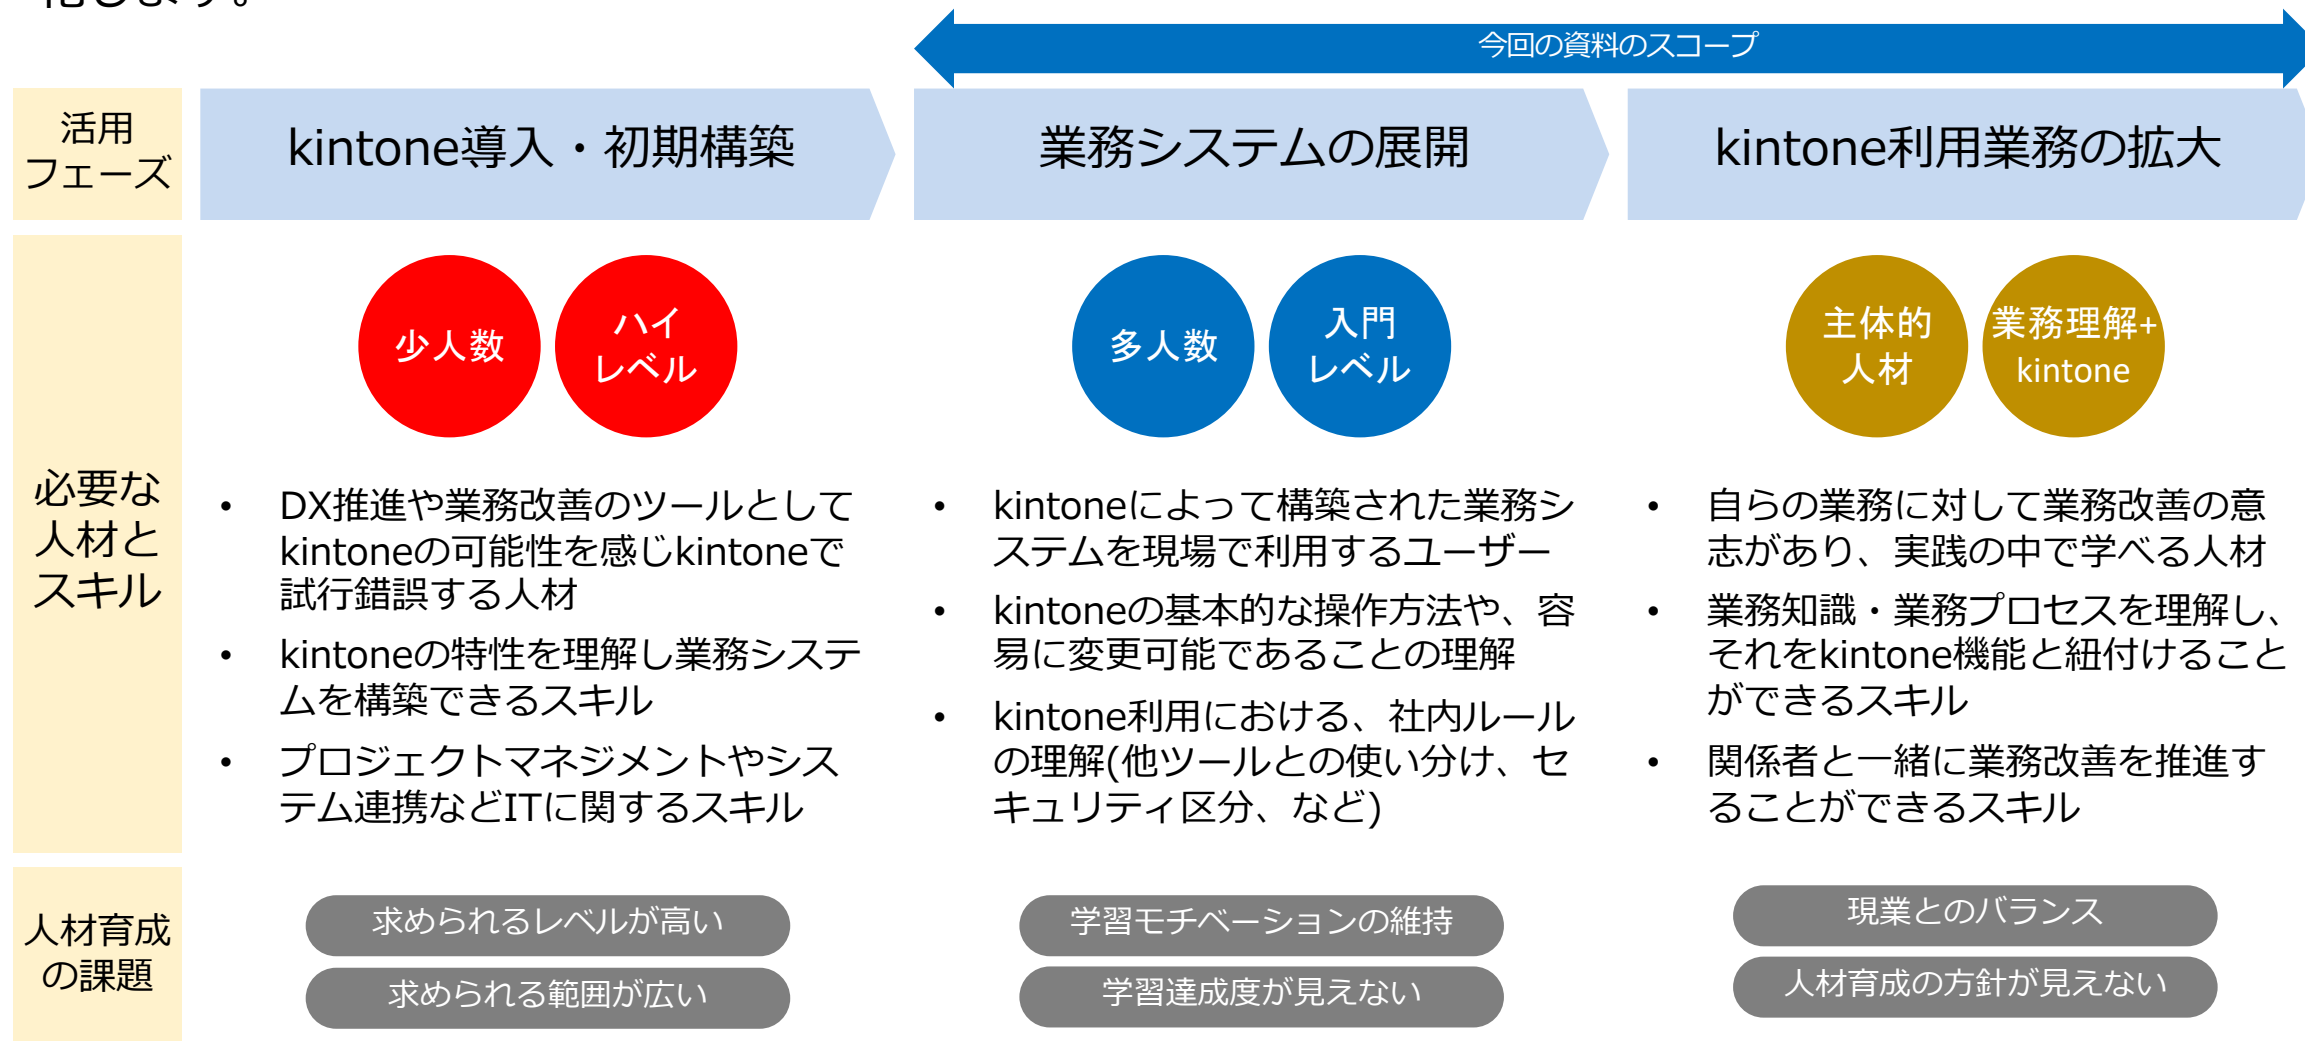 化します。
今回の資料のスコープ
活用
フェーズ
kintone導入・初期構築
業務システムの展開
kintone利用業務の拡大
必要な
人材と
スキル
少人数
ハイ
レベル
• DX推進や業務改善のツールとして
kintoneの可能性を感じkintoneで
試行錯誤する人材
• kintoneの特性を理解し業務システ
ムを構築できるスキル
• プロジェクトマネジメントやシス
テム連携などITに関するスキル
多人数
入門
レベル
• kintoneによって構築された業務シ
ステムを現場で利用するユーザー
• kintoneの基本的な操作方法や、容
易に変更可能であることの理解
• kintone利用における、社内ルール
の理解(他ツールとの使い分け、セ
キュリティ区分、など)
主体的
人材
業務理解+
kintone
• 自らの業務に対して業務改善の意
志があり、実践の中で学べる人材
• 業務知識・業務プロセスを理解し、
それをkintone機能と紐付けること
ができるスキル
• 関係者と一緒に業務改善を推進す
ることができるスキル
人材育成
の課題
求められるレベルが高い
求められる範囲が広い
学習モチベーションの維持
学習達成度が見えない
現業とのバランス
人材育成の方針が見えない